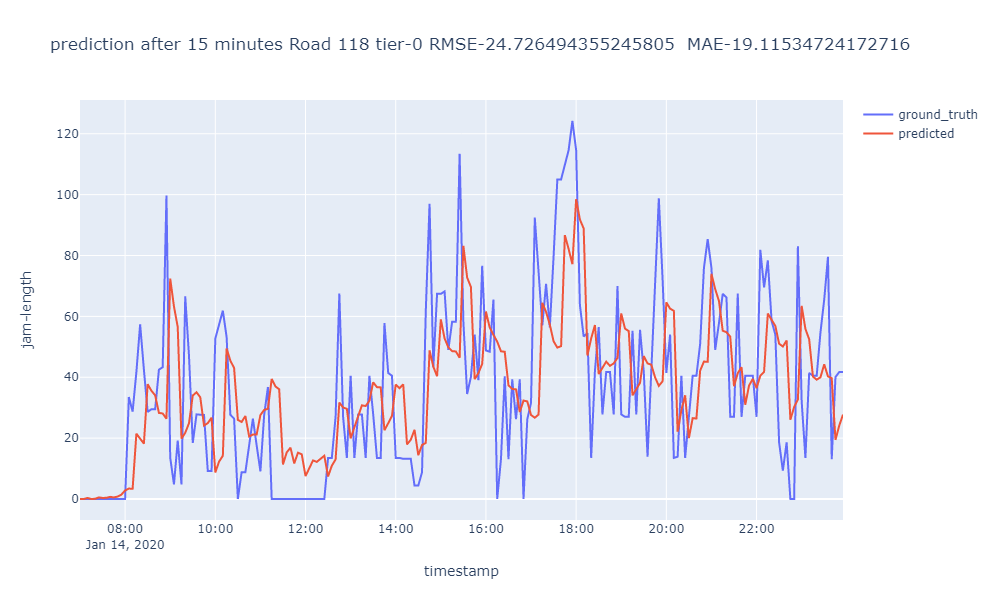 prediction after 15 minutes Road 118 tier-0 RMSE-24.726494355245805  MAE-19.11534724172716
ground_truth
predicted
120
100
80
60
40
20
0
jam-length
08:00 10:00 12:00 14:00 16:00 18:00 20:00 22:00
Jan 14, 2020
timestamp